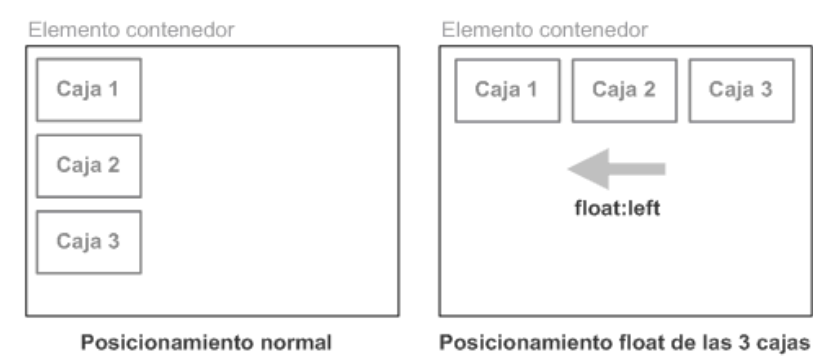 Elemento contenedor
Caja 1
Caja 2
Caja 3
Posicionamiento normal
Elemento contenedor
Caja 1 Caja 2 Caja 3
float:left
Posicionamiento float de las 3 cajas